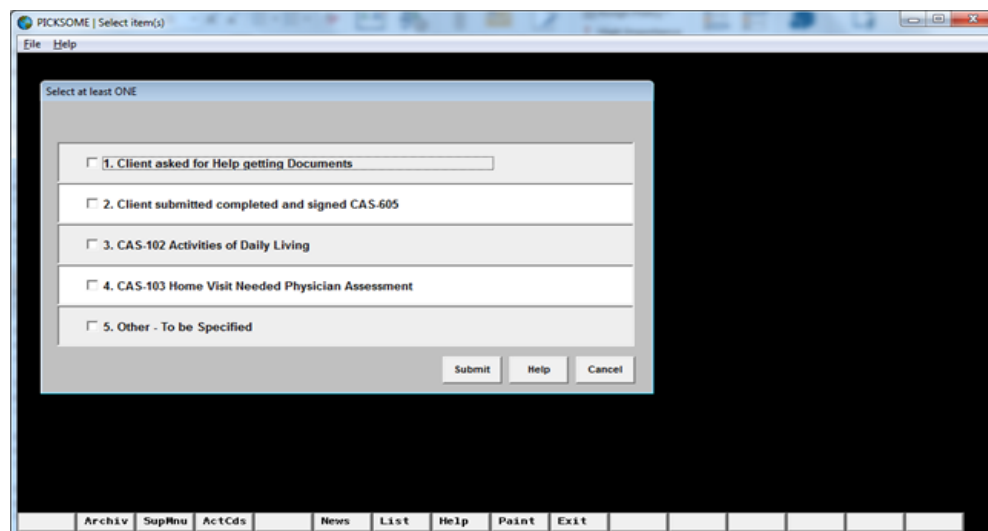 PICKSOME | Select item(s)
File Help
Select at least ONE
1. Client asked for Help getting Documents
2. Client submitted completed and signed CAS-605
3. CAS-102 Activities of Daily Living
4. CAS-103 Home Visit Needed Physician Assessment
5. Other - To be Specified
Submit Help Cancel
Archiv SupMnu ActCds News List Help Paint Exit